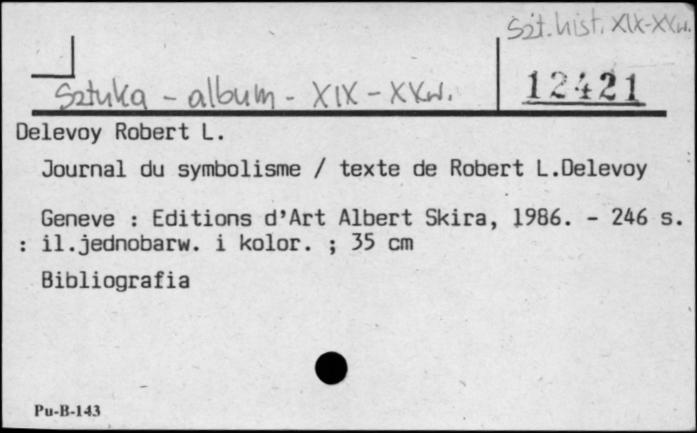 Szt. hist. XIX-XXw.
Sztuka - album - XIX - XXw.
12421
Delevoy Robert L.
Journal du symbolisme / texte de Robert L.Delevoy
Geneve : Editions d'Art Albert Skira, 1986. - 246 s.
: il.jednobarw. i kolor. ; 35 cm
Bibliografia
Pu-B-143